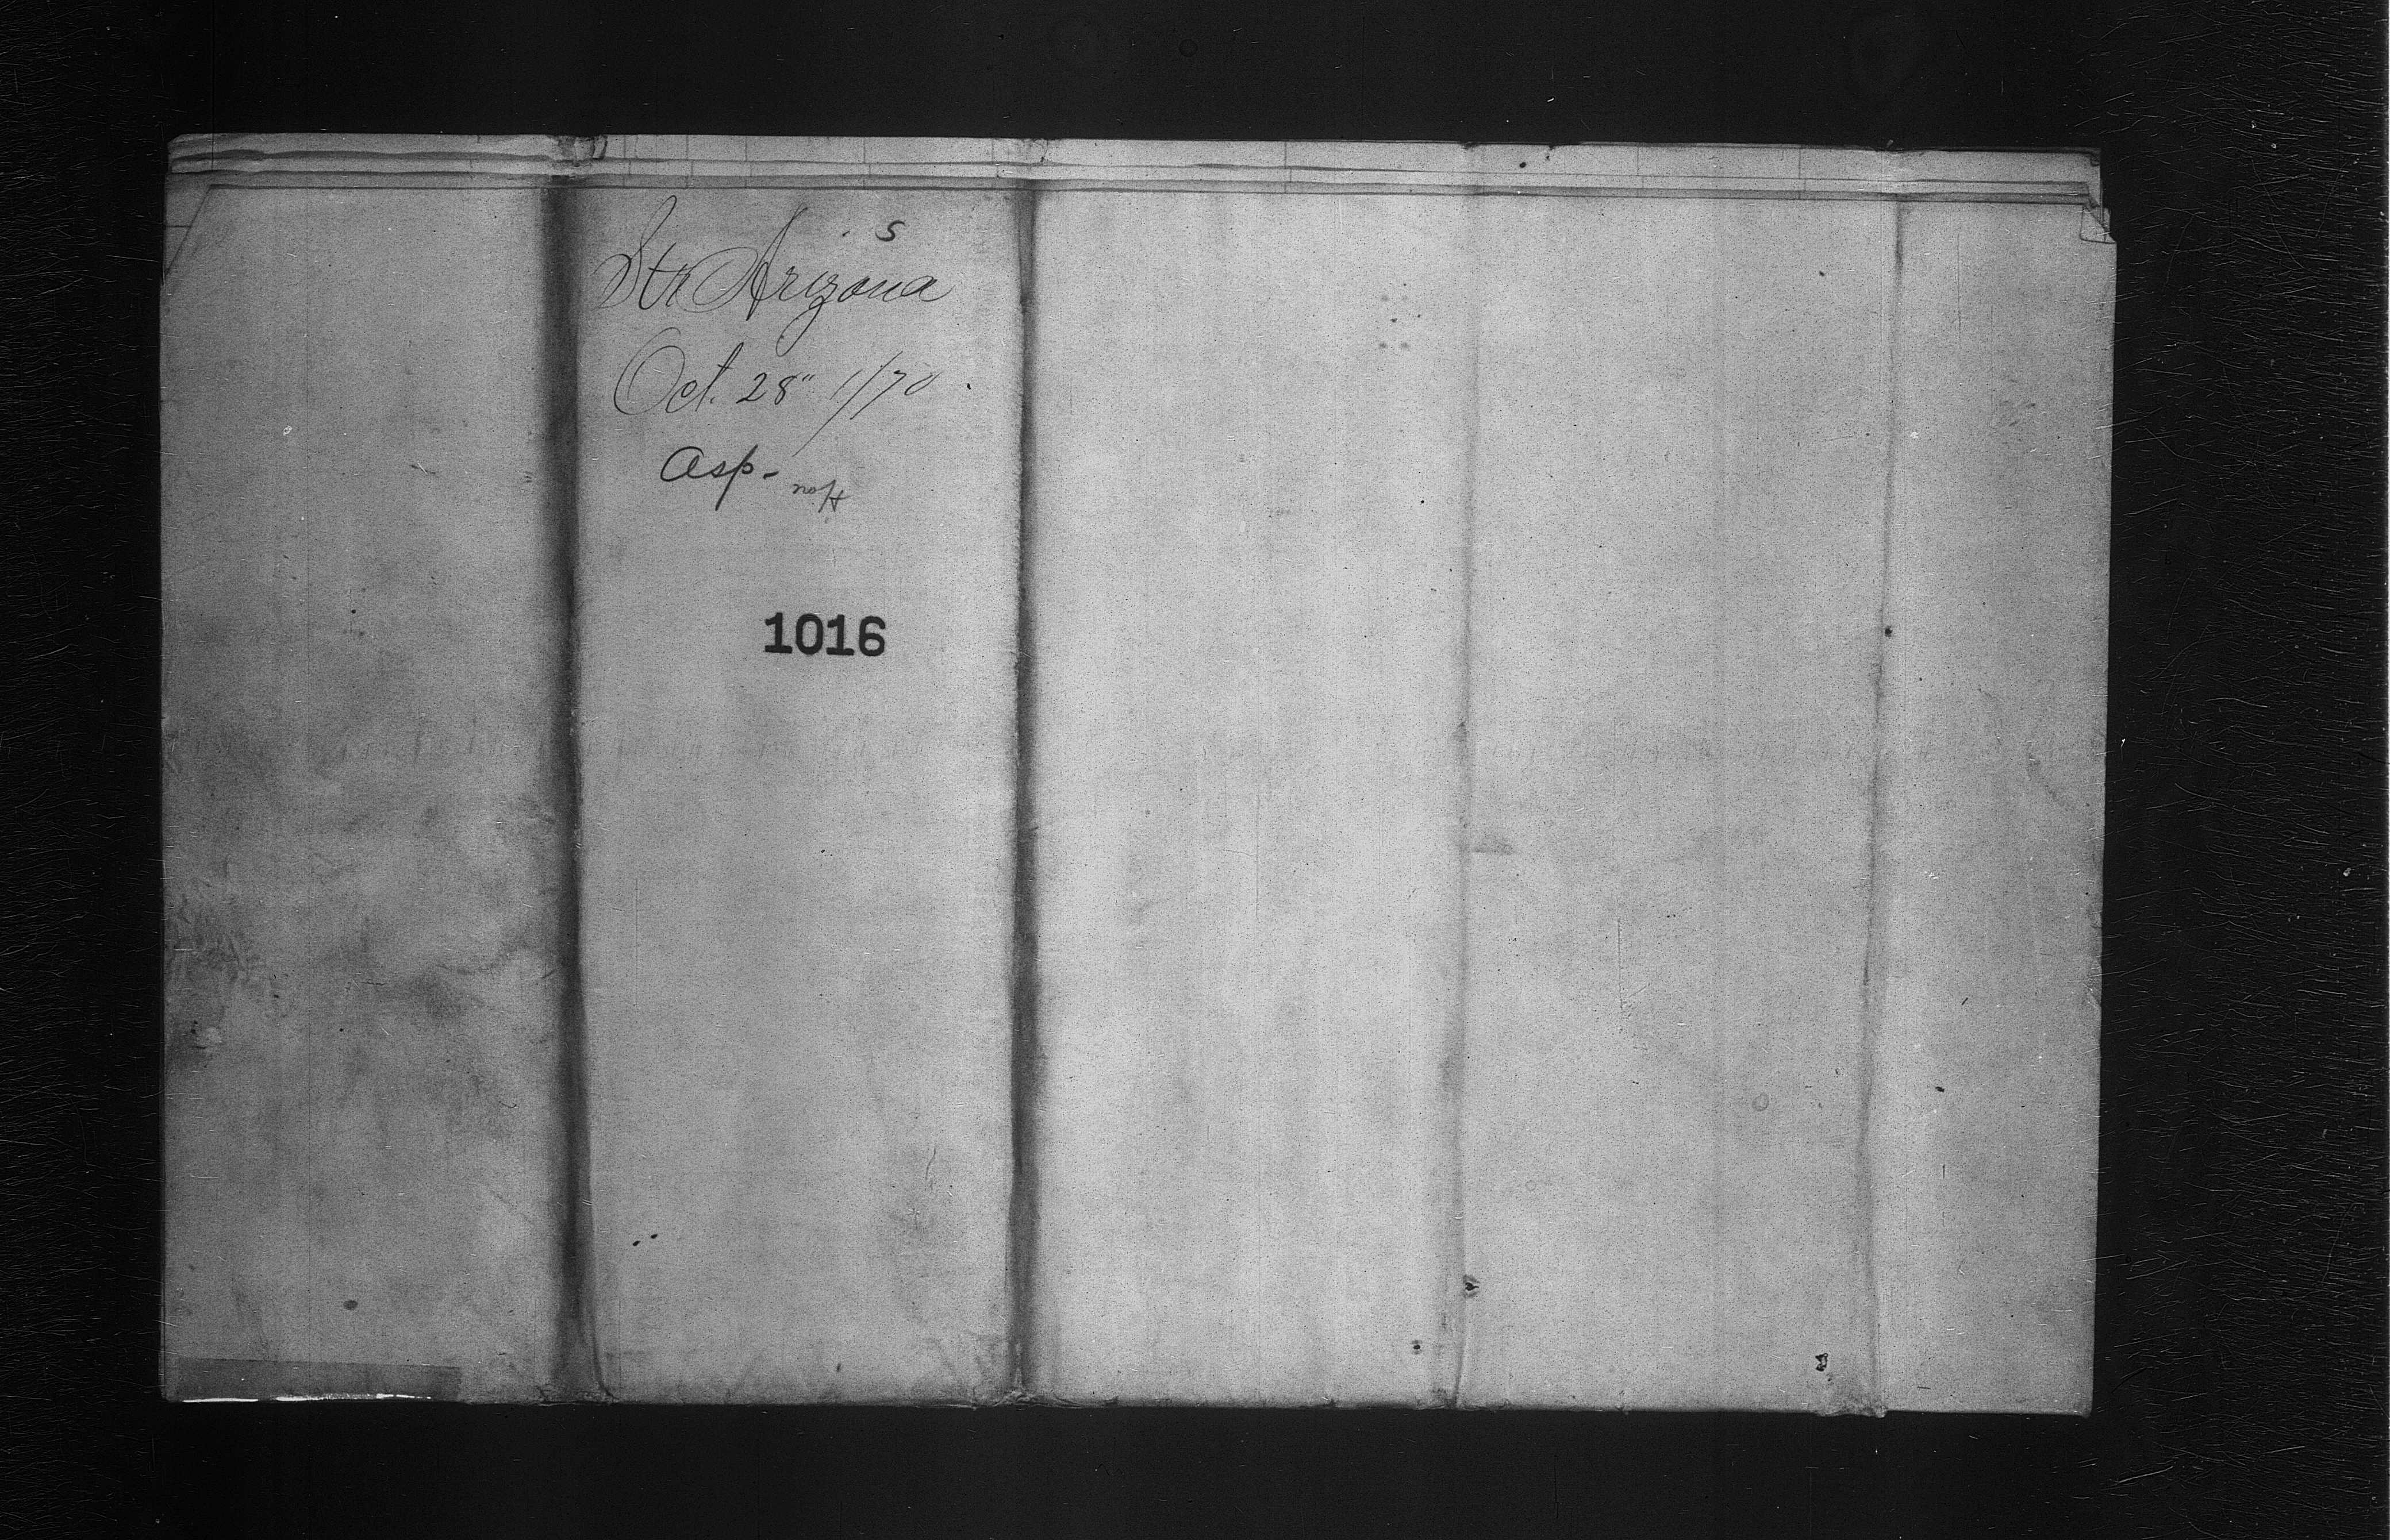 S
Str Arizona
Oct. 28" 1/70
Asp-
1016